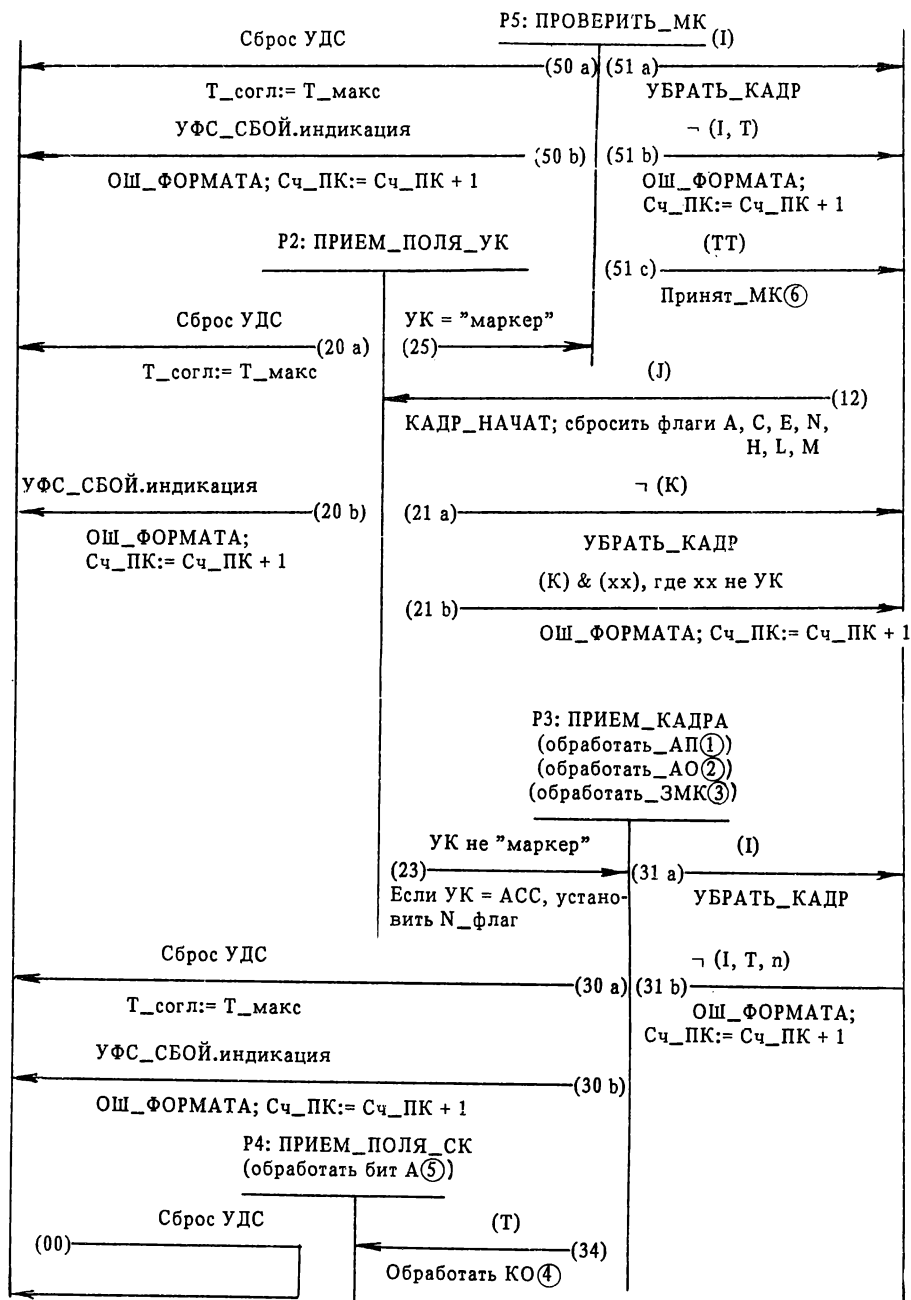 P5: ПРОВЕРИТЬ_МК
Сброс УДС
(I)
(50 a)
(51 a)
Т_согл:= Т_макс
УБРАТЬ_КАДР
УФС_СБОЙ.индикация
¬ (I, T)
(50 b)
(51 b)
ОШ_ФОРМАТА; Сч_ПК:= Сч_ПК + 1
ОШ_ФОРМАТА;
Сч_ПК:= Сч_ПК + 1
P2: ПРИЕМ_ПОЛЯ_УК
(TT)
(51 c)
Принят_МК⑥
Сброс УДС
УК = ”маркер”
(20 a)
(25)
Т_согл:= Т_макс
(J)
(12)
КАДР_НАЧАТ; сбросить флаги A, C, E, N,
H, L, M
УФС_СБОЙ.индикация
¬ (K)
(20 b)
(21 a)
ОШ_ФОРМАТА;
Сч_ПК:= Сч_ПК + 1
УБРАТЬ_КАДР
(K) & (xx), где xx не УК
(21 b)
ОШ_ФОРМАТА; Сч_ПК:= Сч_ПК + 1
P3: ПРИЕМ_КАДРА
(обработать_АП①)
(обработать_АО②)
(обработать_ЗМК③)
УК не ”маркер”
(I)
(23)
(31 a)
Если УК = АСС, устано-
вить N_флаг
УБРАТЬ_КАДР
Сброс УДС
¬ (I, T, n)
(30 a)
(31 b)
Т_согл:= Т_макс
ОШ_ФОРМАТА;
Сч_ПК:= Сч_ПК + 1
УФС_СБОЙ.индикация
(30 b)
ОШ_ФОРМАТА; Сч_ПК:= Сч_ПК + 1
P4: ПРИЕМ_ПОЛЯ_СК
(обработать бит А⑤)
Сброс УДС
(T)
(00)
(34)
Обработать КО④